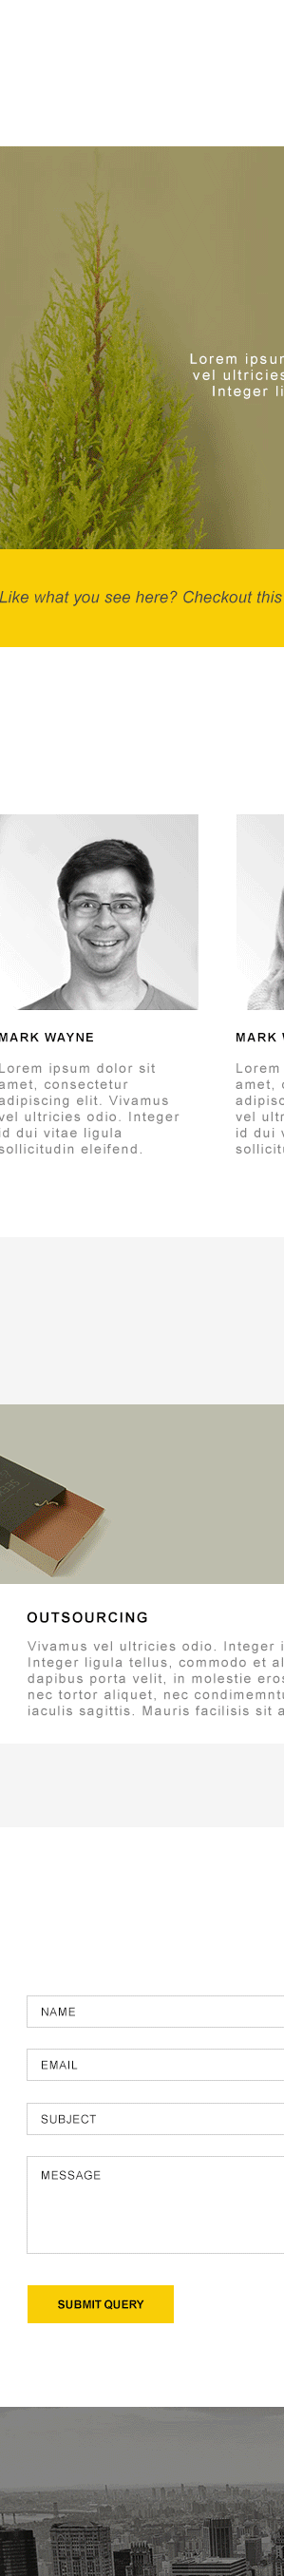 Lorem ipsum
vel ultricies
Integer li
Like what you see here? Checkout this
MARK WAYNE
Lorem ipsum dolor sit
amet, consectetur
adipiscing elit. Vivamus
vel ultricies odio. Integer
id dui vitae ligula
sollicitudin eleifend.
MARK
Lorem
amet,
adipisc
vel ultr
id dui
sollicit
OUTSOURCING
Vivamus vel ultricies odio. Integer i
Integer ligula tellus, commodo et al
dapibus porta velit, in molestie eros
nec tortor aliquet, nec condimemntu
iaculis sagittis. Mauris facilisis sit a
NAME
EMAIL
SUBJECT
MESSAGE
SUBMIT QUERY